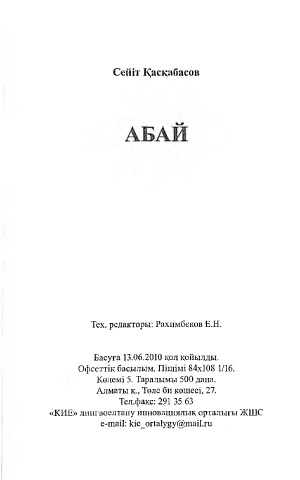 Сейіт Қасқабасов
АБАЙ
Тех. редакторы: Рахимбеков Е.Н.
Басуға 13.06.2010 қол қойылды.
Офсеттік басылым. Пішімі 84х108 1/16.
Көлемі 5. Таралымы 500 дана.
Алматы қ., Төле би көшесі, 27.
Тел.факс: 291 35 63
«КИЕ» лингвоелтану инновациялық орталығы ЖШС
e-mail: kie_ortalygy@mail.ru